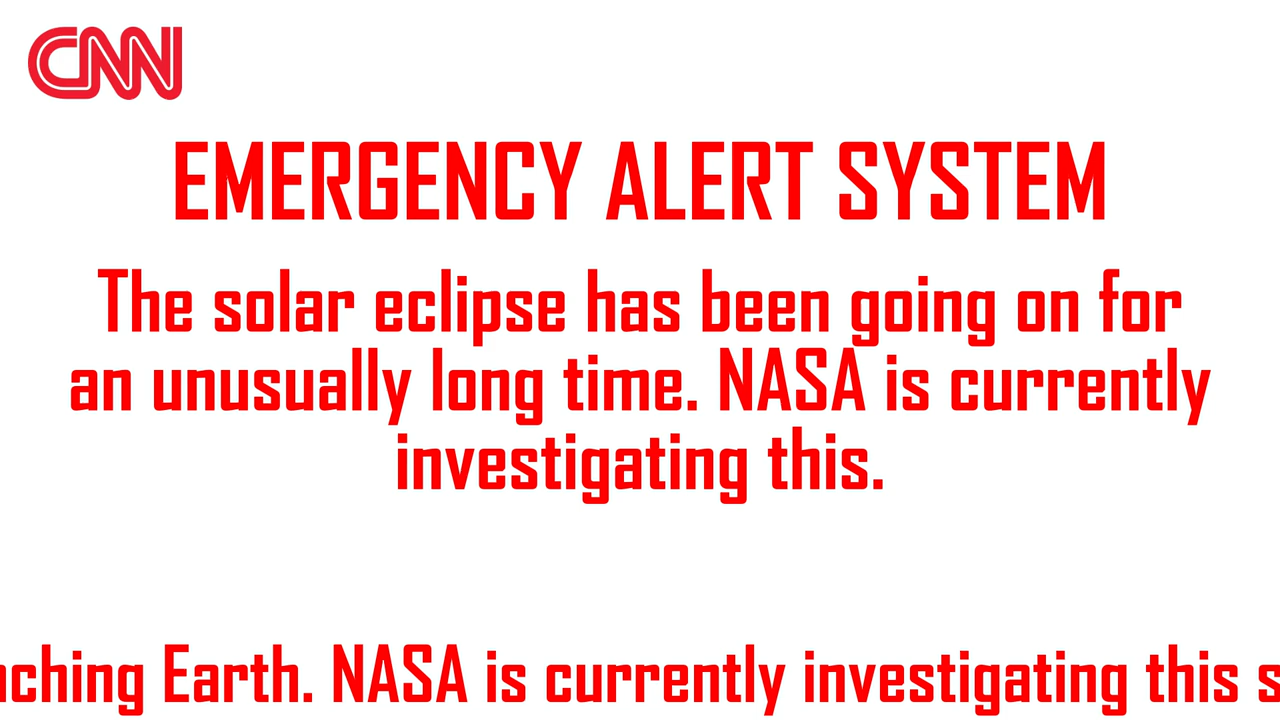 CNN
EMERGENCY ALERT SYSTEM
The solar eclipse has been going on for
an unusually long time. NASA is currently
investigating this.
Earth. NASA is currently investigating this